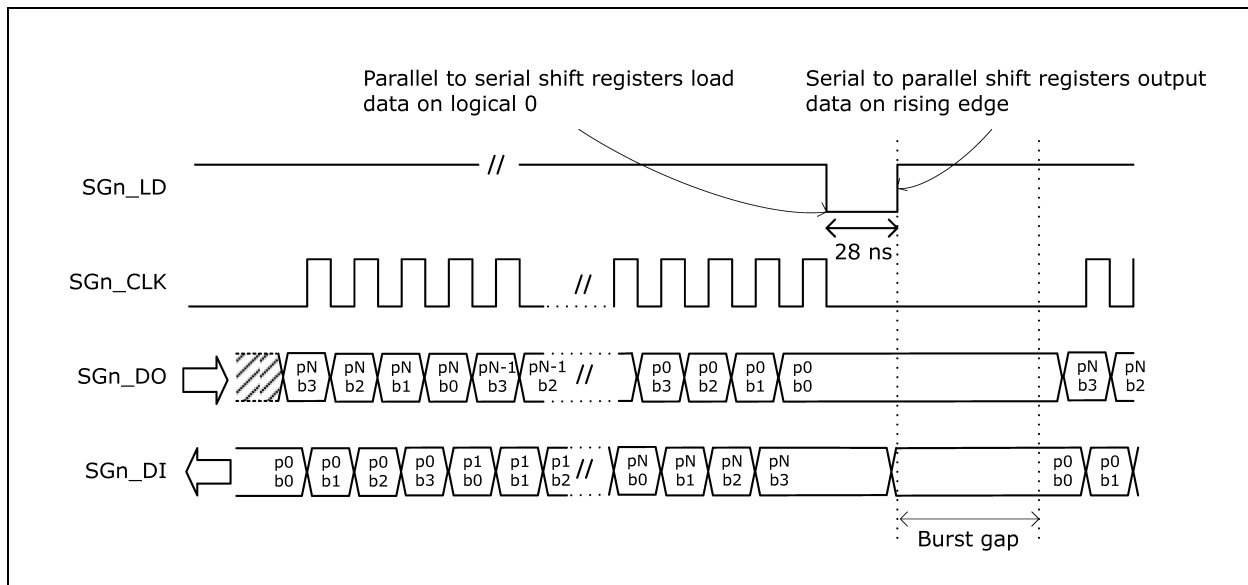 Parallel to serial shift registers load
data on logical 0
Serial to parallel shift registers output
data on rising edge
SGn_LD
//
28 ns
SGn_CLK
//
SGn_DO
pN pN pN pN pN-1 pN-1 // p0 p0 p0 p0 pN pN
b3 b2 b1 b0 b3 b2 b3 b2 b1 b0 b3 b2
SGn_DI
p0 p0 p0 p0 p1 p1 p1 // pN pN pN pN p0 p0
b0 b1 b2 b3 b0 b1 b2 b0 b1 b2 b3 b0 b1
Burst gap